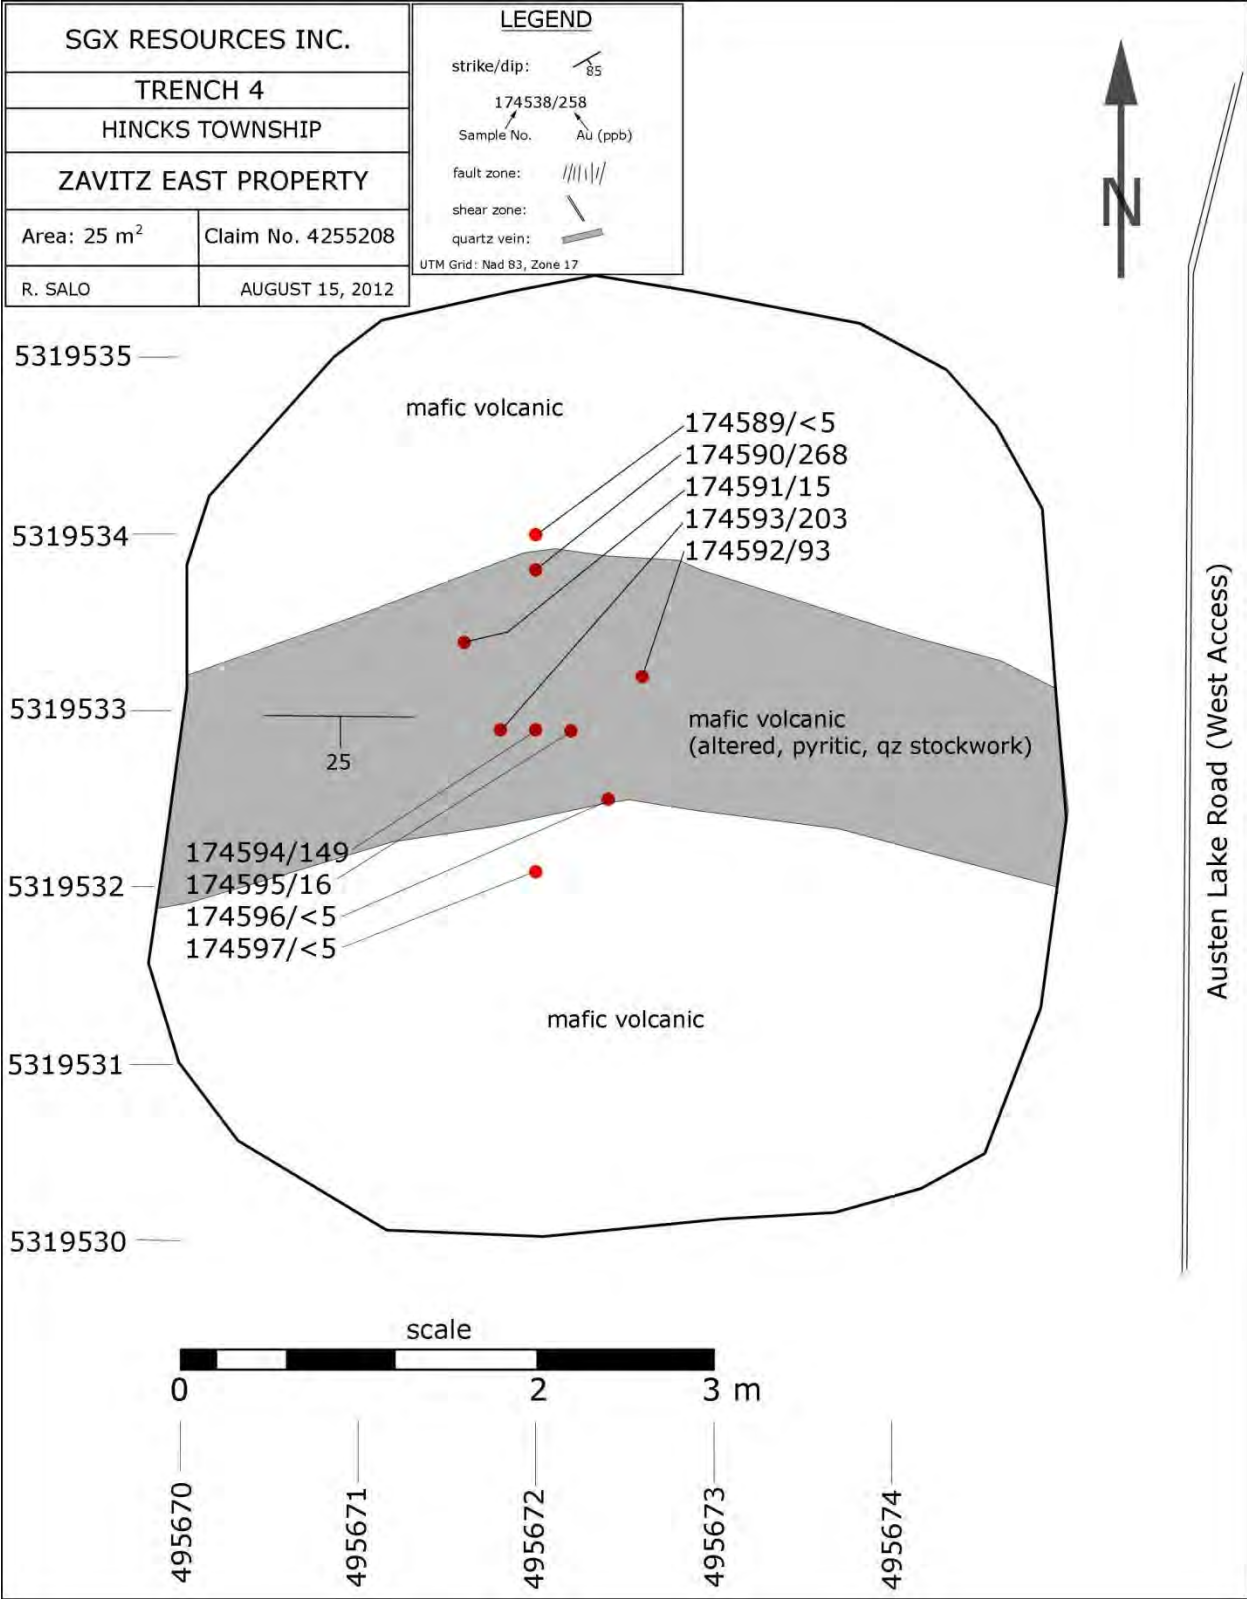 SGX RESOURCES INC.
TRENCH 4
HINCKS TOWNSHIP
ZAVITZ EAST PROPERTY
Area: 25 m²
Claim No. 4255208
R. SALO
AUGUST 15, 2012
LEGEND
strike/dip:
85
174538/258
Sample No.
Au (ppb)
fault zone:
shear zone:
quartz vein:
UTM Grid: Nad 83, Zone 17
N
5319535
5319534
5319533
5319532
5319531
5319530
mafic volcanic
174589/<5
174590/268
174591/15
174593/203
174592/93
25
mafic volcanic
(altered, pyritic, qz stockwork)
174594/149
174595/16
174596/<5
174597/<5
mafic volcanic
Austen Lake Road (West Access)
scale
0
2
3 m
495670
495671
495672
495673
495674